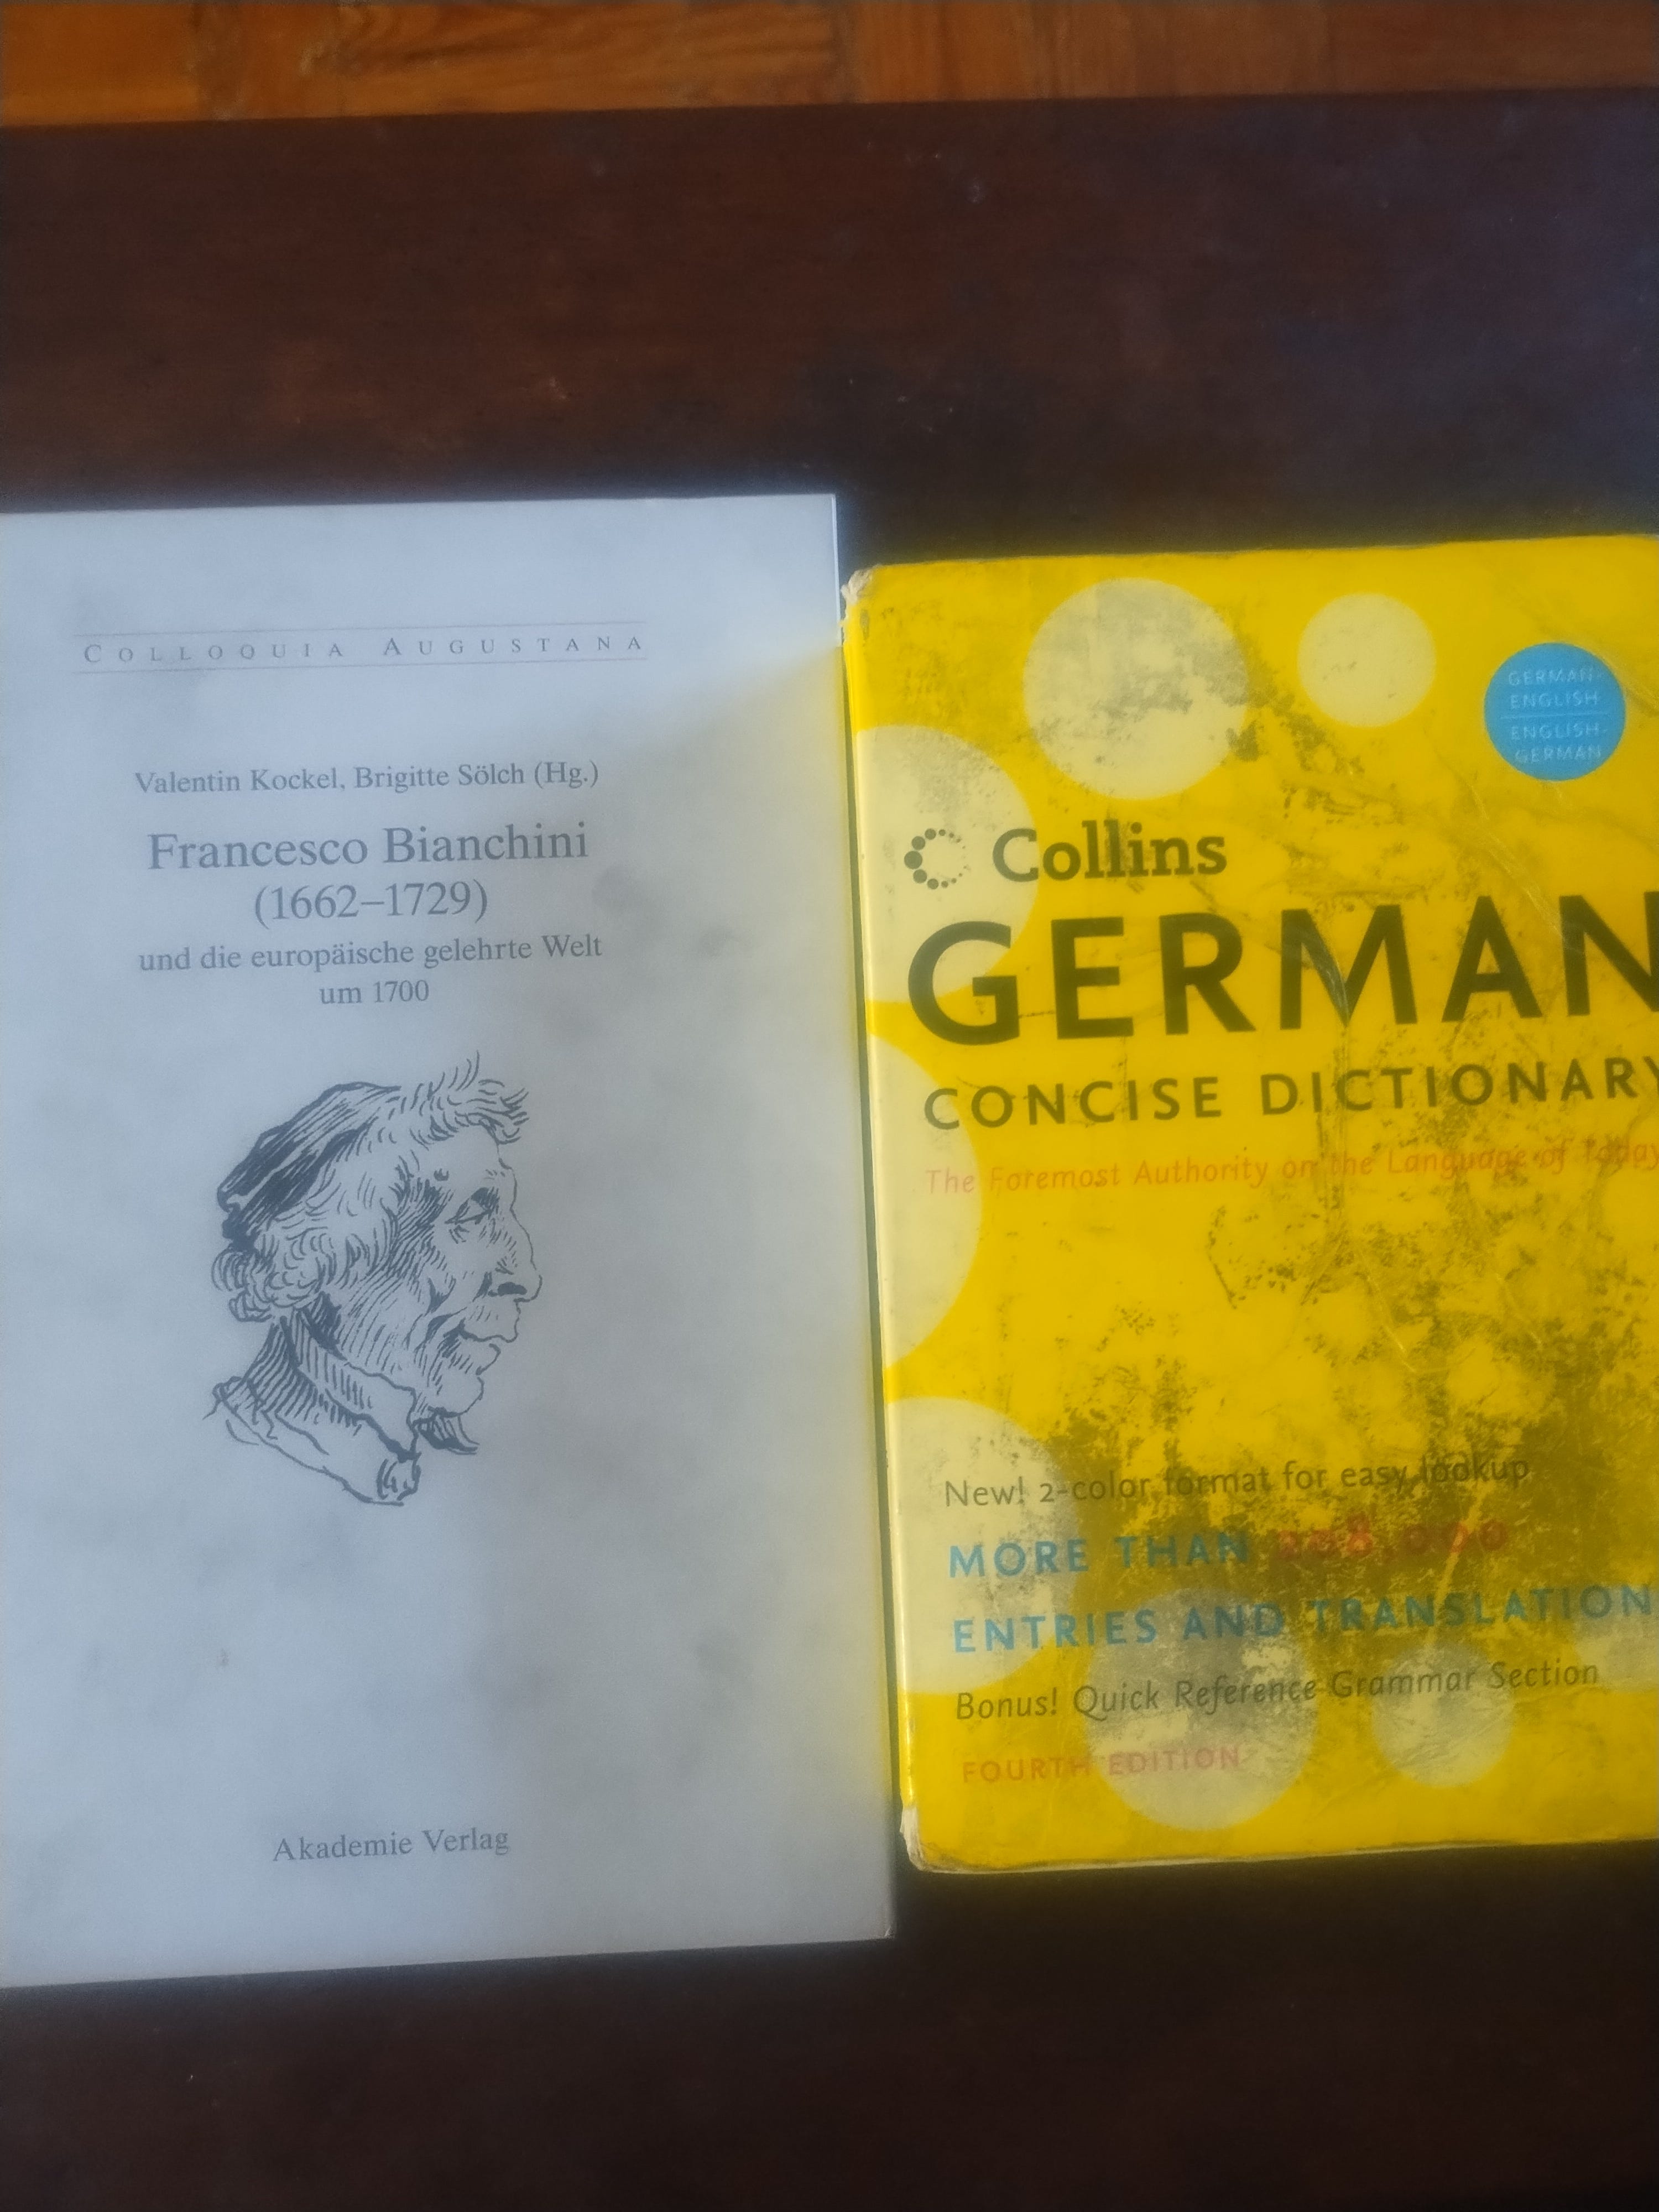 COLLOQUIA AUGUSTANA
Valentin Kockel, Brigitte Sölch (Hg.)
Francesco Bianchini
(1662–1729)
und die europäische gelehrte Welt
um 1700
Akademie Verlag
GERMAN-
ENGLISH
ENGLISH-
GERMAN
Collins
GERMAN
CONCISE DICTIONARY
The Foremost Authority on the Language of Today
New! 2-color format for easy lookup
MORE THAN
ENTRIES AND TRANSLATION
Bonus! Quick Reference Grammar Section
FOURTH EDITION